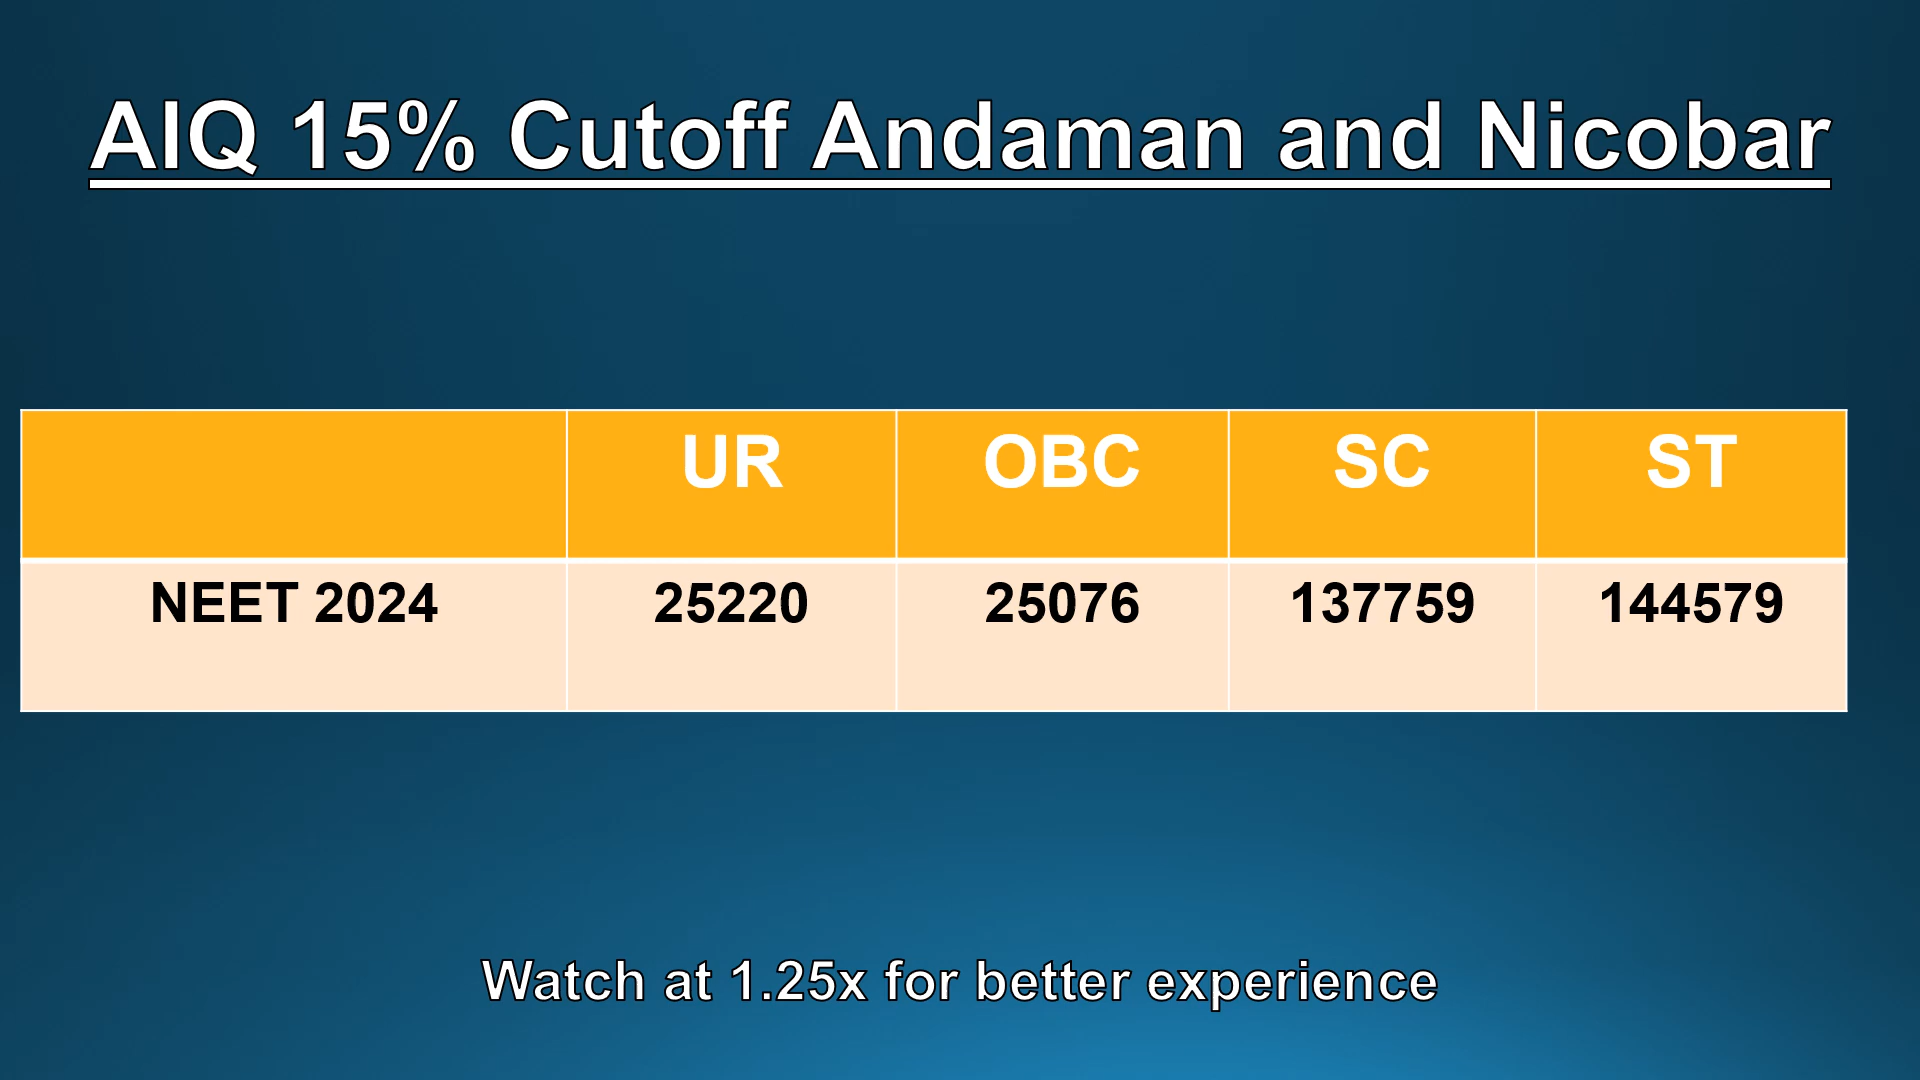 AIQ 15% Cutoff Andaman and Nicobar
UR OBC SC ST
NEET 2024 25220 25076 137759 144579
Watch at 1.25x for better experience